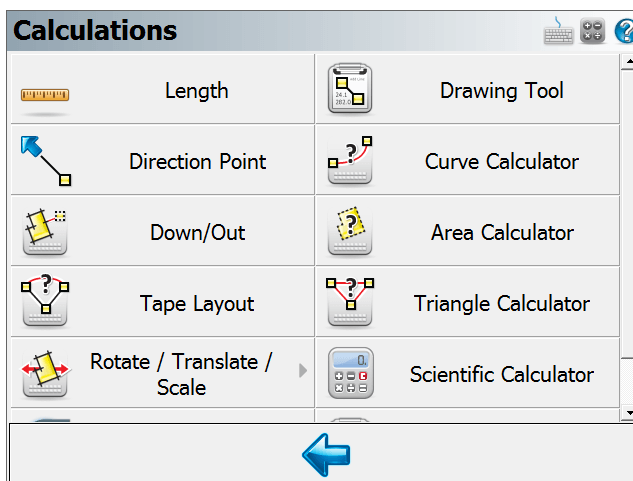 Calculations
Length
Drawing Tool
Direction Point
Curve Calculator
Down/Out
Area Calculator
Tape Layout
Triangle Calculator
Rotate / Translate /
Scale
Scientific Calculator